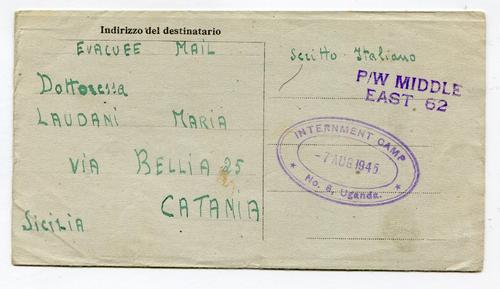 Indirizzo del destinatario
EVACUEE MAIL
Dottoressa
LAUDANI MARIA
VIA BELLIA 25
CATANIA
Sicilia
Scritto Italiano
P/W MIDDLE
EAST 62
INTERNMENT CAMP
- 7 AUG 1945
No. 6, Uganda.